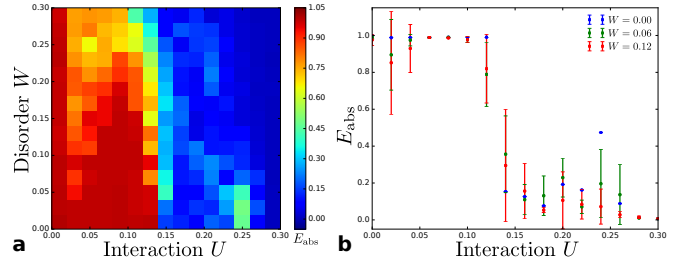 Disorder W
0.30
0.25
0.20
0.15
0.10
0.05
0.00
0.00 0.05 0.10 0.15 0.20 0.25 0.30
Interaction U
a
1.05
0.90
0.75
0.60
0.45
0.30
0.15
0.00
E_abs
E_abs
1.0
0.8
0.6
0.4
0.2
0.0
W = 0.00
W = 0.06
W = 0.12
0.00 0.05 0.10 0.15 0.20 0.25 0.30
Interaction U
b